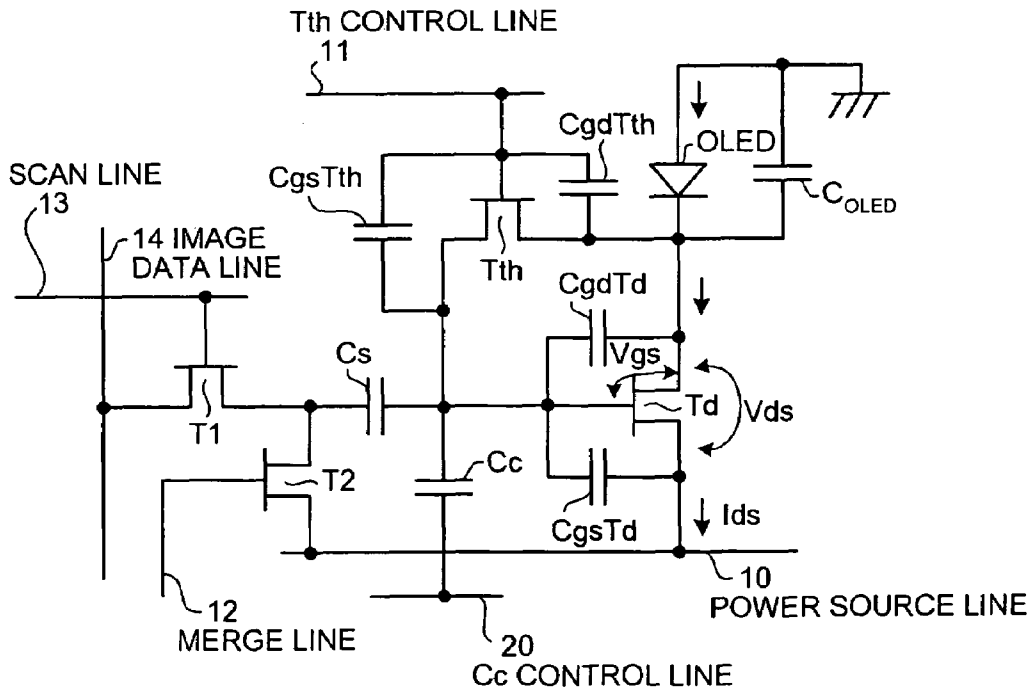 Tth CONTROL LINE
11
CgdTth
OLED
CgsTth
COLED
SCAN LINE
13
14 IMAGE
DATA LINE
Tth
CgdTd
Cs
Vgs
Td
Vds
T1
T2
Cc
CgsTd
Ids
12
MERGE LINE
10
POWER SOURCE LINE
20
Cc CONTROL LINE